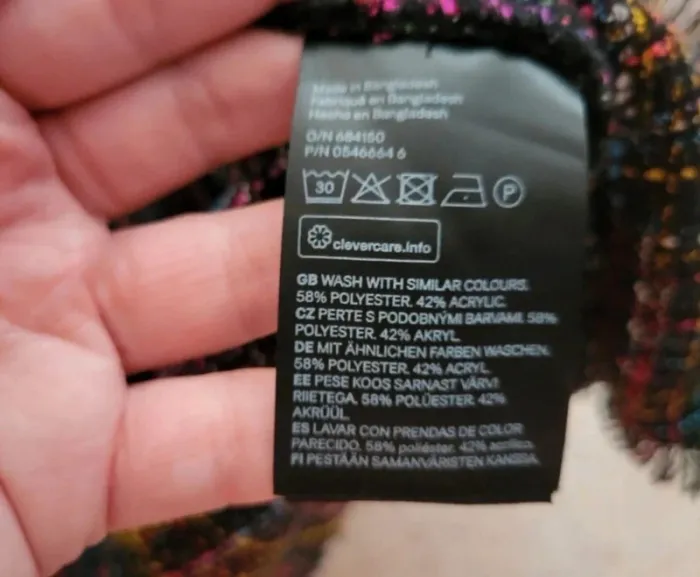 Made in Bangladesh
Fabriqué en Bangladesh
Hecho en Bangladesh
O/N 684150
P/N 0546664 6
30 P
clevercare.info
GB WASH WITH SIMILAR COLOURS.
58% POLYESTER. 42% ACRYLIC.
CZ PERTE S PODOBNÝMI BARVAMI. 58%
POLYESTER. 42% AKRYL.
DE MIT ÄHNLICHEN FARBEN WASCHEN.
58% POLYESTER. 42% ACRYL.
EE PESE KOOS SARNAST VÄRVI
RIIETEGA. 58% POLÜESTER. 42%
AKRÜÜL.
ES LAVAR CON PRENDAS DE COLOR
PARECIDO. 58% poliéster. 42% acrílico.
FI PESTÄÄN SAMANVÄRISTEN KANSSA.